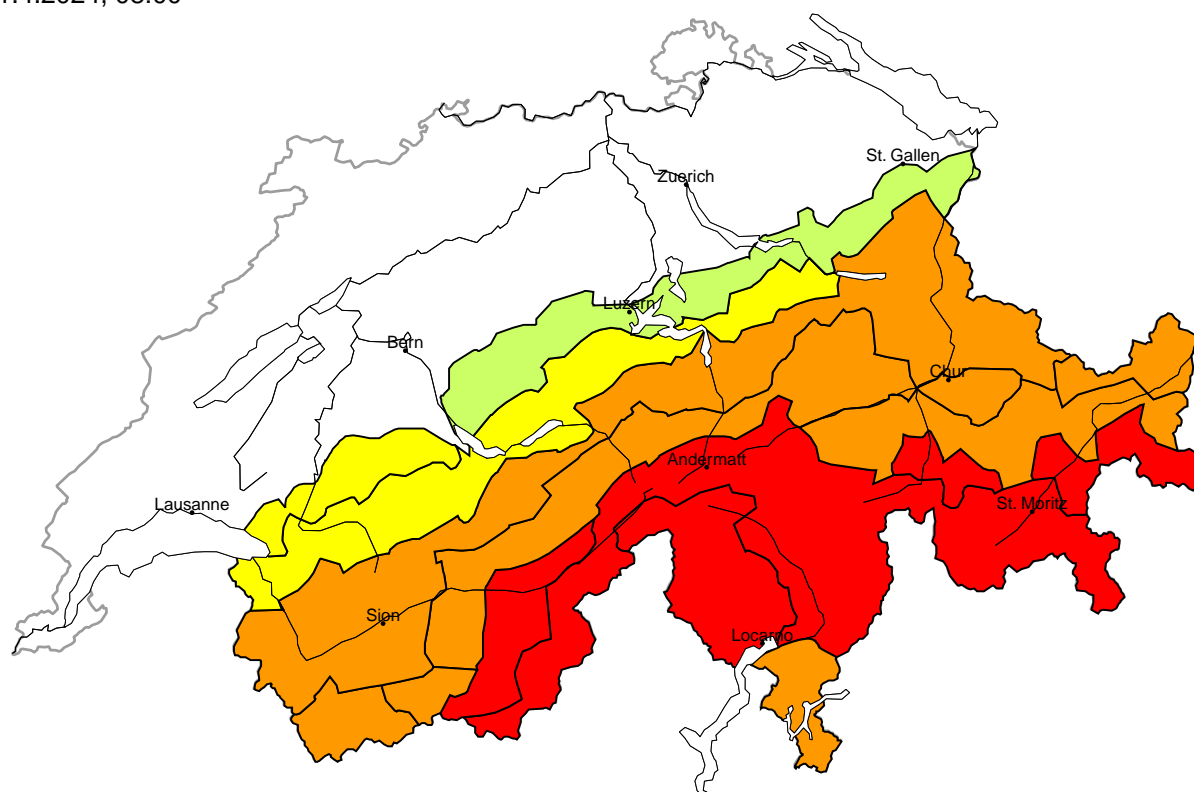 St. Gallen
Zuerich
Luzern
Bern
Chur
Andermatt
Lausanne
St. Moritz
Sion
Locarno